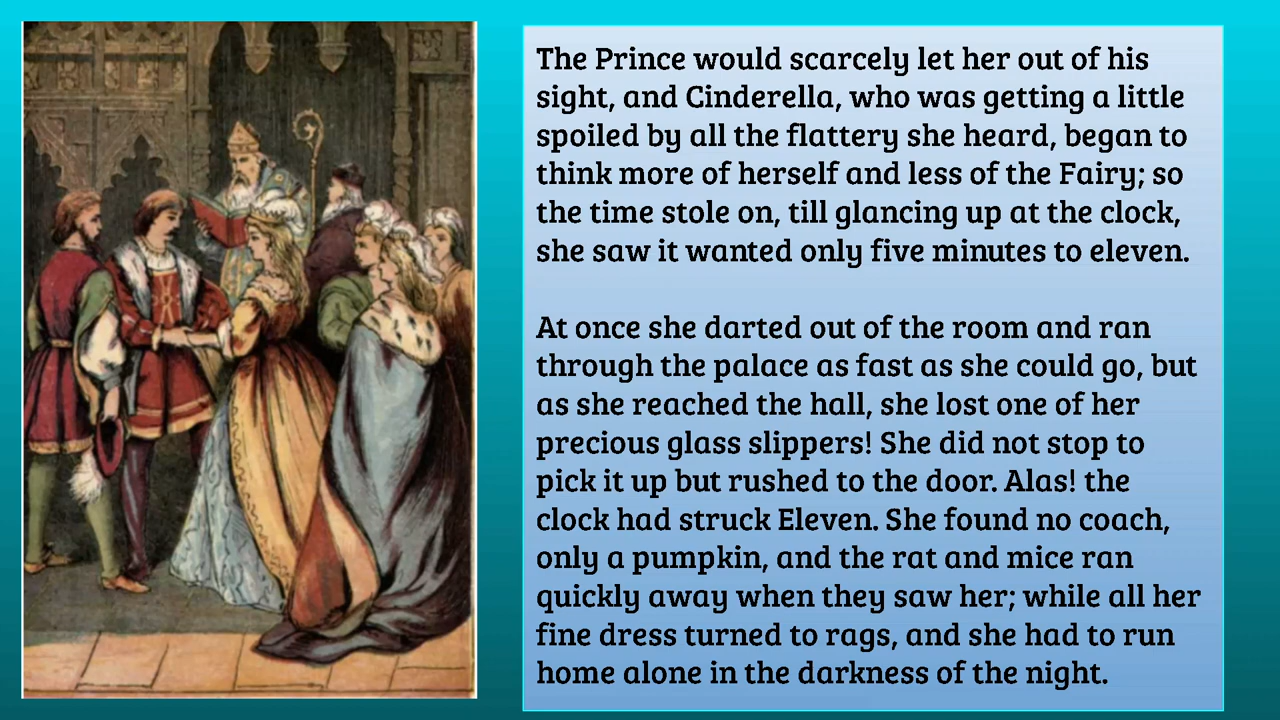 The Prince would scarcely let her out of his
sight, and Cinderella, who was getting a little
spoiled by all the flattery she heard, began to
think more of herself and less of the Fairy; so
the time stole on, till glancing up at the clock,
she saw it wanted only five minutes to eleven.
At once she darted out of the room and ran
through the palace as fast as she could go, but
as she reached the hall, she lost one of her
precious glass slippers! She did not stop to
pick it up but rushed to the door. Alas! the
clock had struck Eleven. She found no coach,
only a pumpkin, and the rat and mice ran
quickly away when they saw her; while all her
fine dress turned to rags, and she had to run
home alone in the darkness of the night.